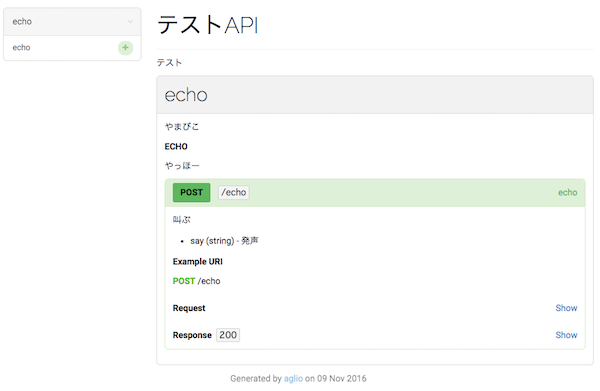 echo
echo
+
テストAPI
テスト
echo
やまびこ
ECHO
やっほー
POST /echo echo
叫ぶ
• say (string) - 発声
Example URI
POST /echo
Request Show
Response 200 Show
Generated by aglio on 09 Nov 2016